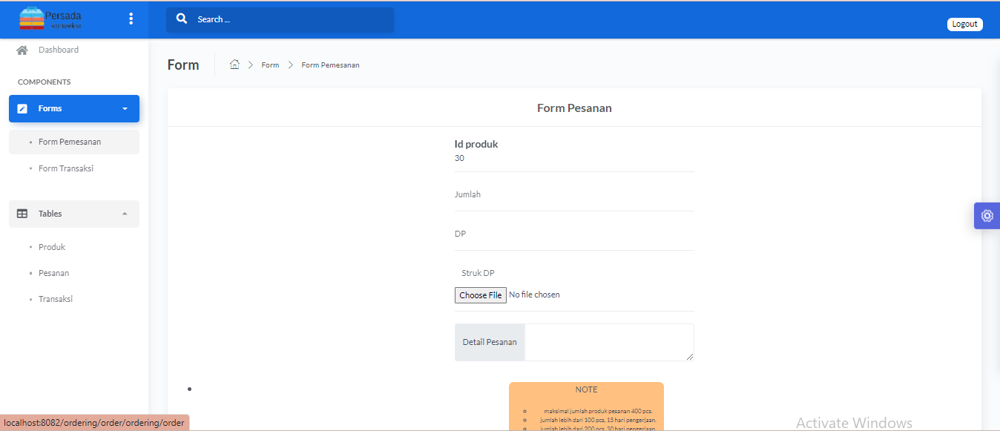 Persada
konveksi
Search ...
Logout
Dashboard
COMPONENTS
Forms
Form Pemesanan
Form Transaksi
Tables
Produk
Pesanan
Transaksi
Form
Form
Form Pemesanan
Form Pesanan
Id produk
30
Jumlah
DP
Struk DP
Choose File No file chosen
Detail Pesanan
NOTE
maksimal jumlah produk pesanan 400 pcs.
jumlah lebih dari 100 pcs, 15 hari pengerjaan.
jumlah lebih dari 200 pcs, 30 hari pengerjaan
localhost:8082/ordering/order/ordering/order
Activate Windows